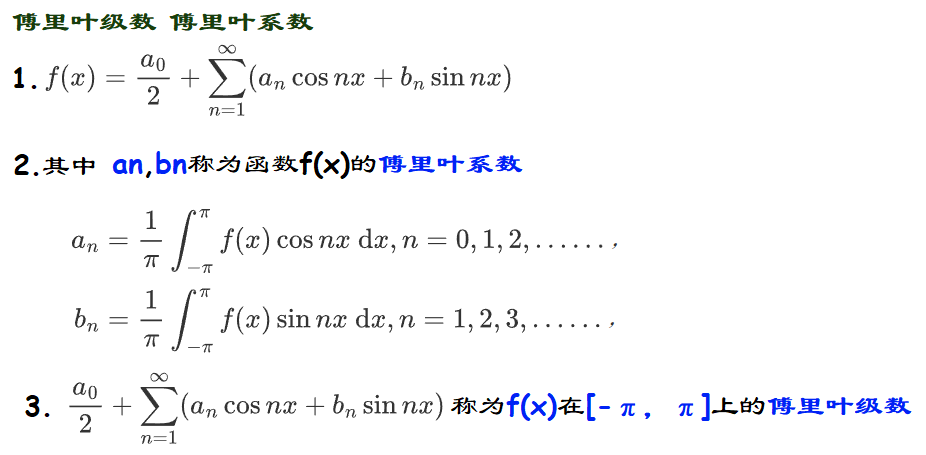 傅里叶级数 傅里叶系数
1. f(x) = \frac{a_0}{2} + \sum_{n=1}^{\infty}(a_n \cos nx + b_n \sin nx)
2.其中 an,bn称为函数f(x)的傅里叶系数
a_n = \frac{1}{\pi} \int_{-\pi}^{\pi} f(x) \cos nx \, \mathrm{d}x, n = 0, 1, 2, ......,
b_n = \frac{1}{\pi} \int_{-\pi}^{\pi} f(x) \sin nx \, \mathrm{d}x, n = 1, 2, 3, ......,
3. \frac{a_0}{2} + \sum_{n=1}^{\infty}(a_n \cos nx + b_n \sin nx) 称为f(x)在[-π，π]上的傅里叶级数